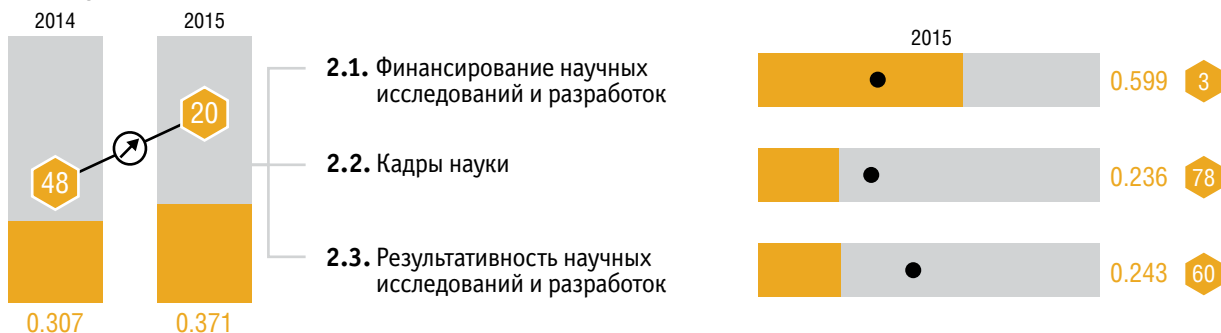 2014
2015
48
20
0.307
0.371
2.1. Финансирование научных
исследований и разработок
2.2. Кадры науки
2.3. Результативность научных
исследований и разработок
2015
0.599 3
0.236 78
0.243 60